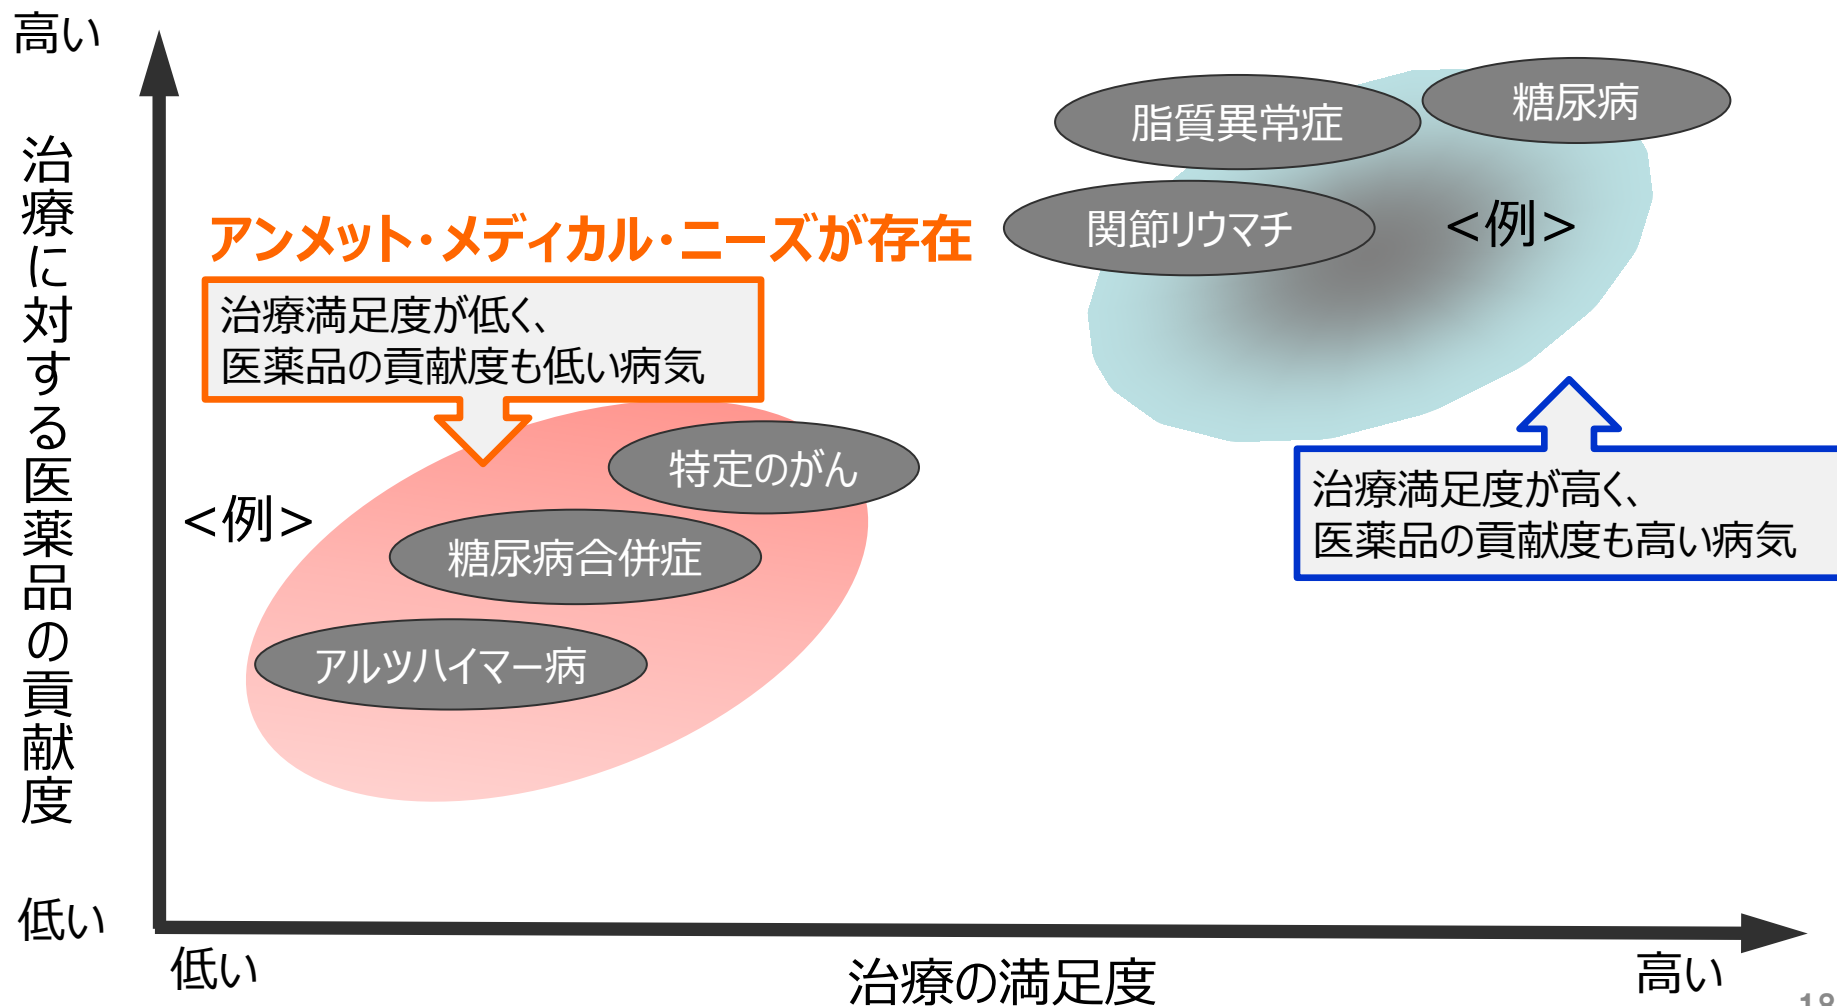 高い
治療に対する医薬品の貢献度
低い
アンメット・メディカル・ニーズが存在
治療満足度が低く、
医薬品の貢献度も低い病気
<例>
特定のがん
糖尿病合併症
アルツハイマー病
脂質異常症
糖尿病
関節リウマチ
<例>
治療満足度が高く、
医薬品の貢献度も高い病気
低い
治療の満足度
高い
18